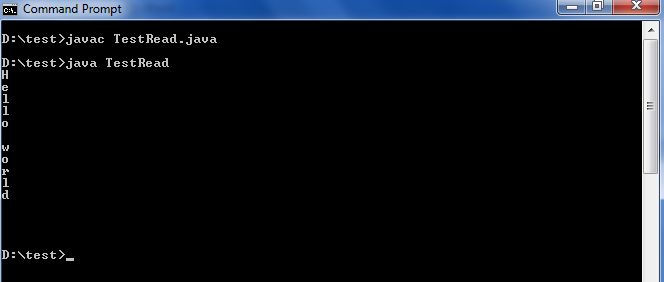 Command Prompt
D:\test>javac TestRead.java
D:\test>java TestRead
H
e
l
l
o
w
o
r
l
d
D:\test>_